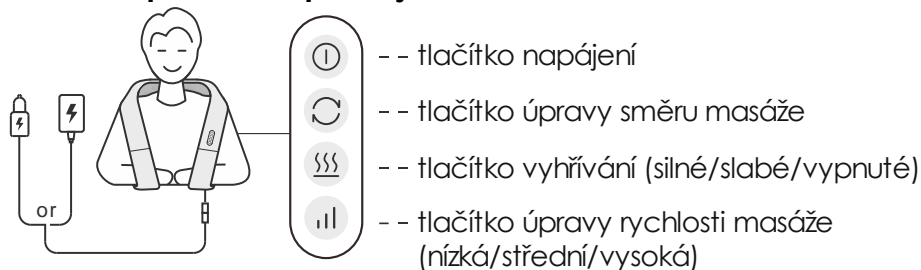 or
tlačítko napájení
tlačítko úpravy směru masáže
tlačítko vyhřívání (silné/slabé/vypnuté)
tlačítko úpravy rychlosti masáže
(nízká/střední/vysoká)